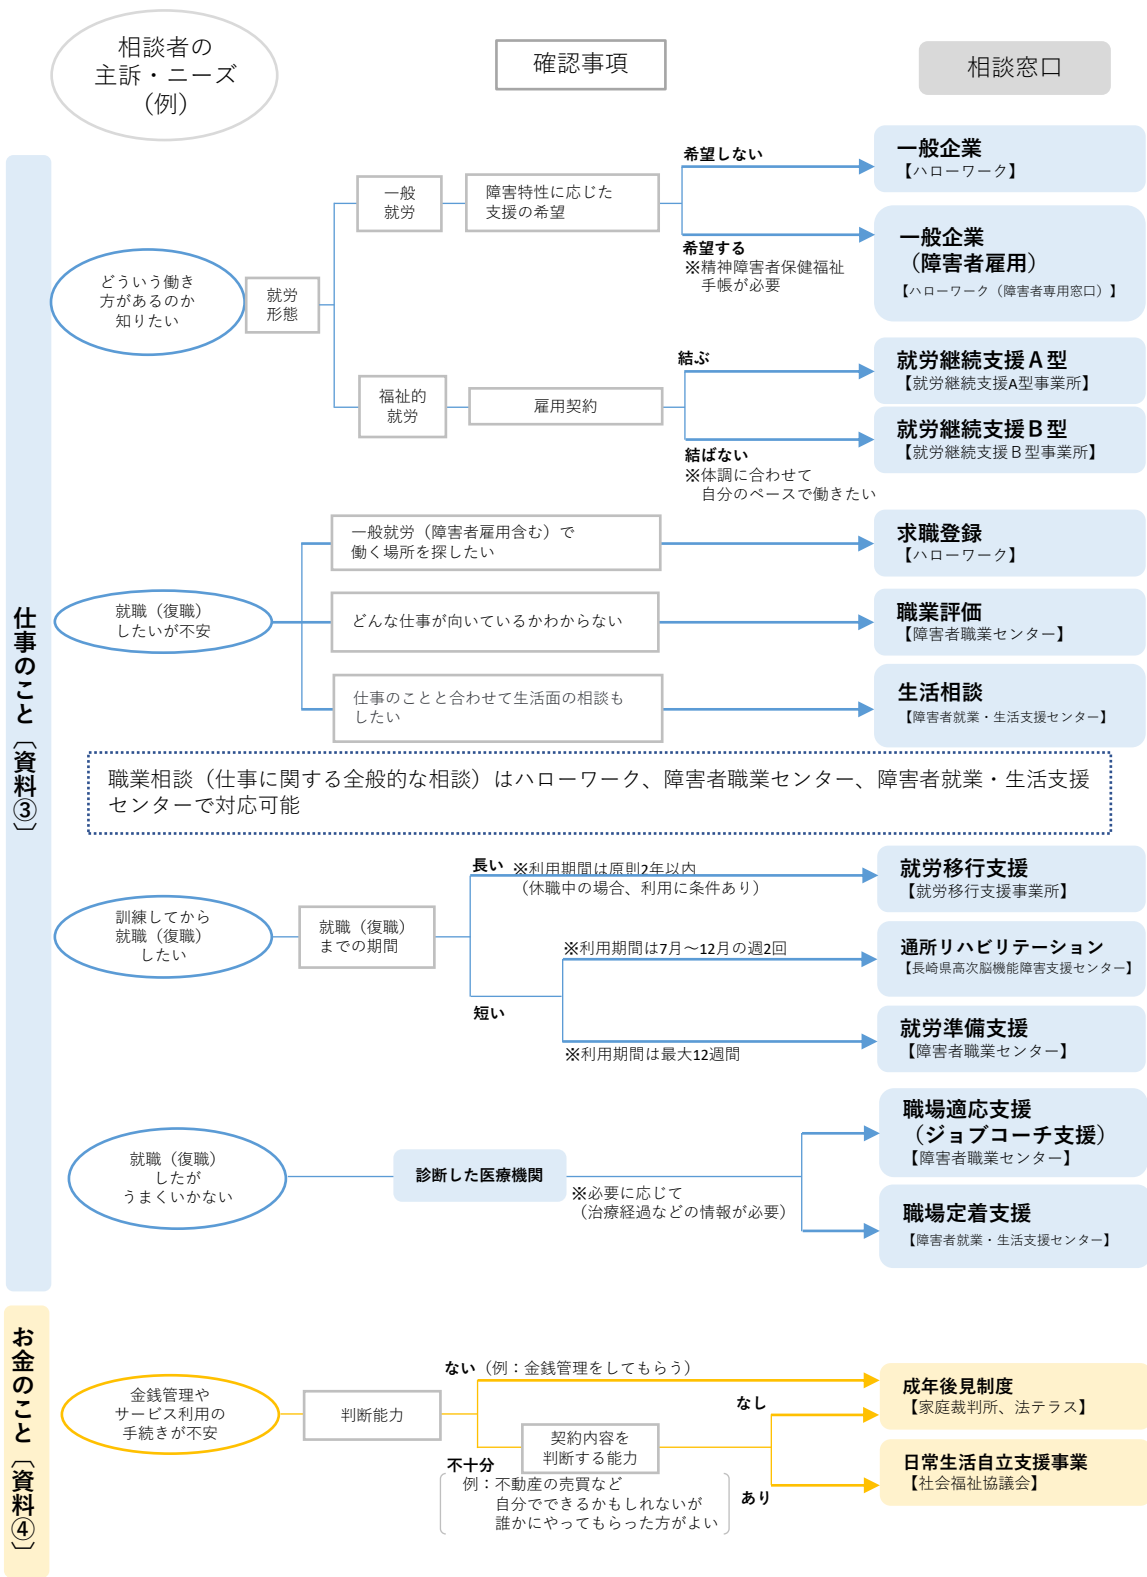 相談者の
主訴・ニーズ
（例）
確認事項
相談窓口
仕事のこと〔資料③〕
どういう働き
方があるのか
知りたい
就労
形態
一般
就労
障害特性に応じた
支援の希望
希望しない
一般企業
【ハローワーク】
希望する
※精神障害者保健福祉
手帳が必要
一般企業
（障害者雇用）
【ハローワーク（障害者専用窓口）】
福祉的
就労
雇用契約
結ぶ
就労継続支援Ａ型
【就労継続支援A型事業所】
結ばない
※体調に合わせて
自分のペースで働きたい
就労継続支援Ｂ型
【就労継続支援Ｂ型事業所】
就職（復職）
したいが不安
一般就労（障害者雇用含む）で
働く場所を探したい
求職登録
【ハローワーク】
どんな仕事が向いているかわからない
職業評価
【障害者職業センター】
仕事のことと合わせて生活面の相談も
したい
生活相談
【障害者就業・生活支援センター】
職業相談（仕事に関する全般的な相談）はハローワーク、障害者職業センター、障害者就業・生活支援
センターで対応可能
訓練してから
就職（復職）
したい
就職（復職）
までの期間
長い ※利用期間は原則2年以内
（休職中の場合、利用に条件あり）
就労移行支援
【就労移行支援事業所】
短い
※利用期間は7月～12月の週2回
通所リハビリテーション
【長崎県高次脳機能障害支援センター】
※利用期間は最大12週間
就労準備支援
【障害者職業センター】
就職（復職）
したが
うまくいかない
診断した医療機関
※必要に応じて
（治療経過などの情報が必要）
職場適応支援
（ジョブコーチ支援）
【障害者職業センター】
職場定着支援
【障害者就業・生活支援センター】
お金のこと〔資料④〕
金銭管理や
サービス利用の
手続きが不安
判断能力
ない（例：金銭管理をしてもらう）
成年後見制度
【家庭裁判所、法テラス】
不十分
例：不動産の売買など
自分でできるかもしれないが
誰かにやってもらった方がよい
契約内容を
判断する能力
なし
あり
日常生活自立支援事業
【社会福祉協議会】